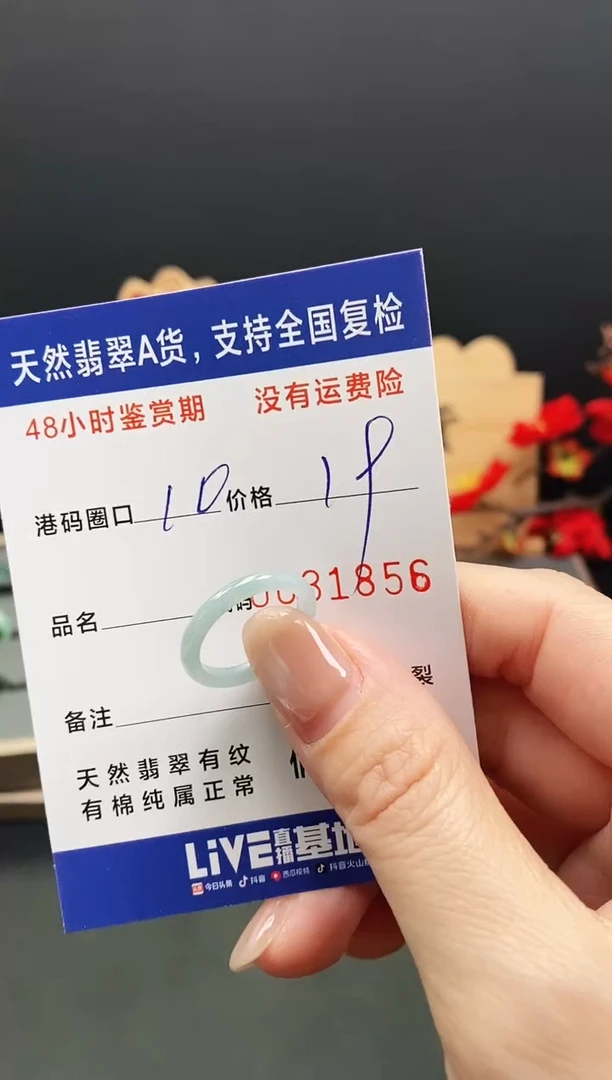 天然翡翠A货，支持全国复检
48小时鉴赏期 没有运费险
港码圈口 10 价格 19
品名 码 0031856
备注 裂
天然翡翠有纹
有棉纯属正常
LIVE直播基地
今日头条 抖音 西瓜视频 抖音火山